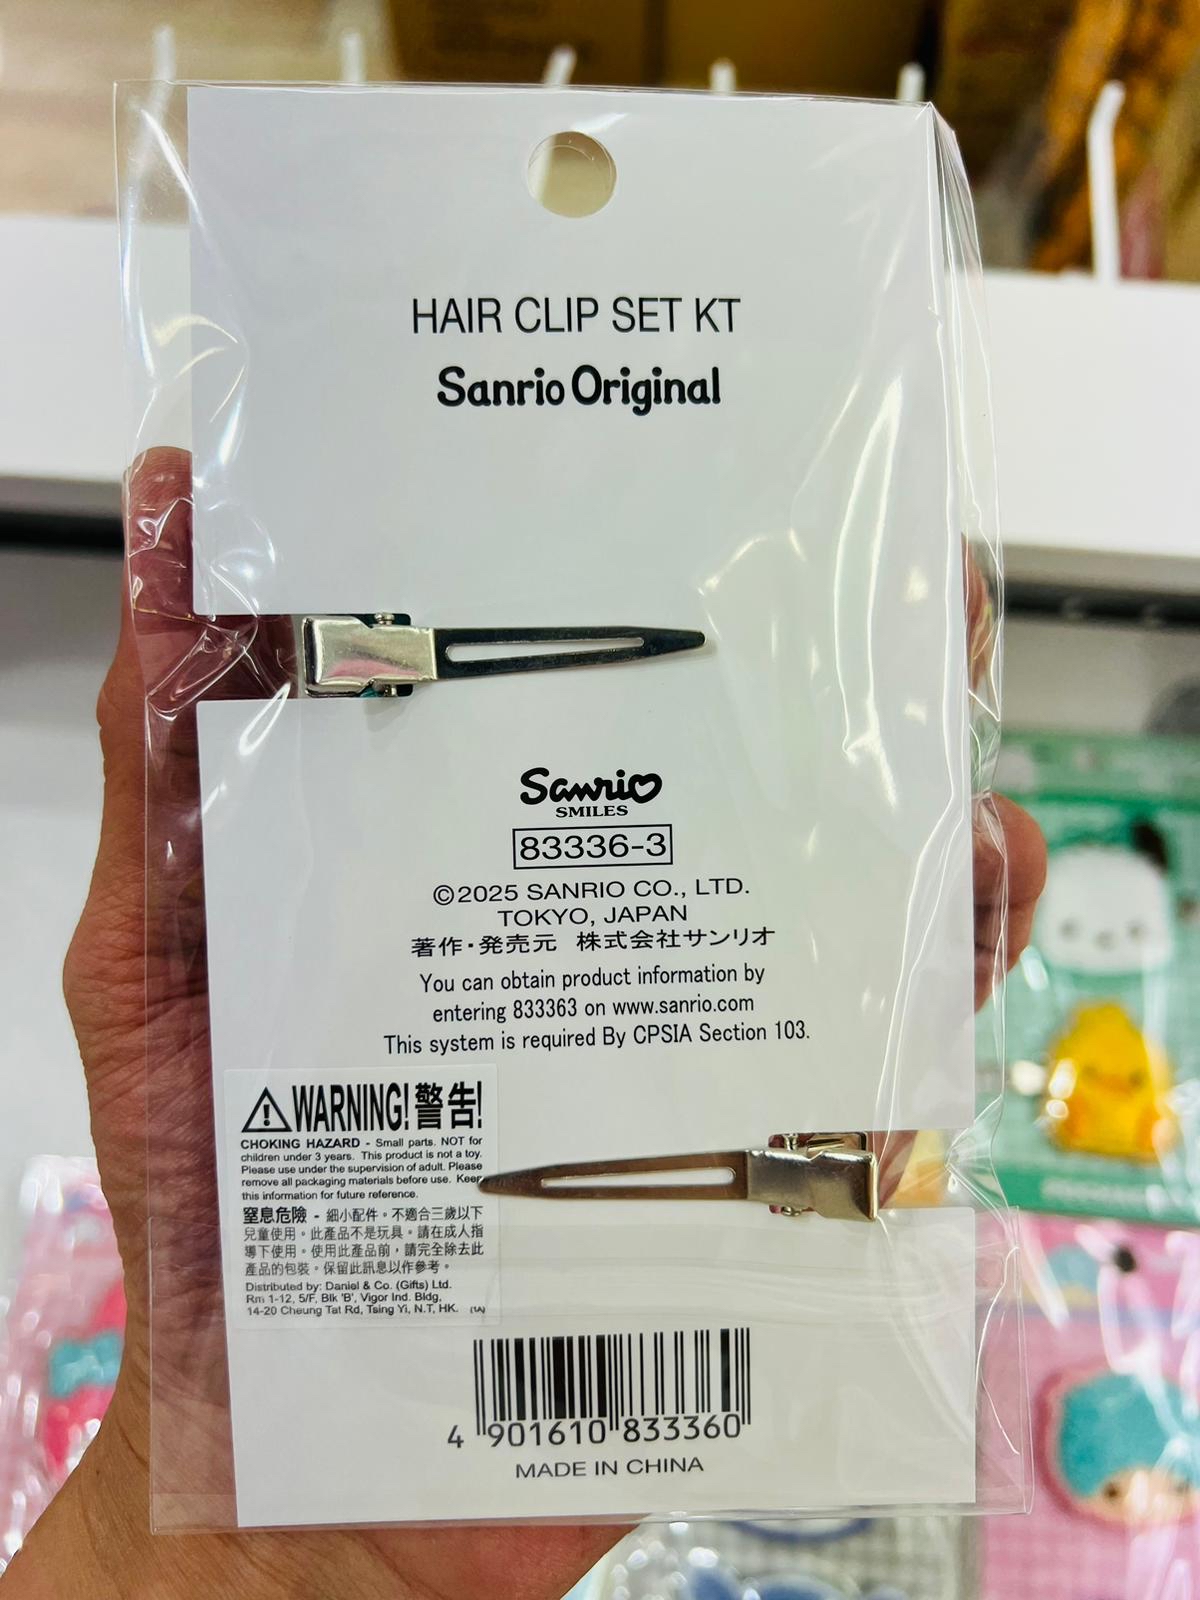 HAIR CLIP SET KT
Sanrio Original
Sanrio
SMILES
83336-3
©2025 SANRIO CO., LTD.
TOKYO, JAPAN
著作・発売元 株式会社サンリオ
You can obtain product information by
entering 833363 on www.sanrio.com
This system is required By CPSIA Section 103.
WARNING! 警告!
CHOKING HAZARD - Small parts. NOT for
children under 3 years. This product is not a toy.
Please use under the supervision of adult. Please
remove all packaging materials before use. Keep
this information for future reference.
窒息危險 - 細小配件。不適合三歲以下
兒童使用。此產品不是玩具。請在成人指
導下使用。使用此產品前，請完全除去此
產品的包裝。保留此訊息以作參考。
Distributed by: Daniel & Co. (Gifts) Ltd.
Rm 1-12, 5/F, Blk 'B', Vigor Ind. Bldg,
14-20 Cheung Tat Rd, Tsing Yi, N.T, HK. (1A)
4 901610 833360
MADE IN CHINA